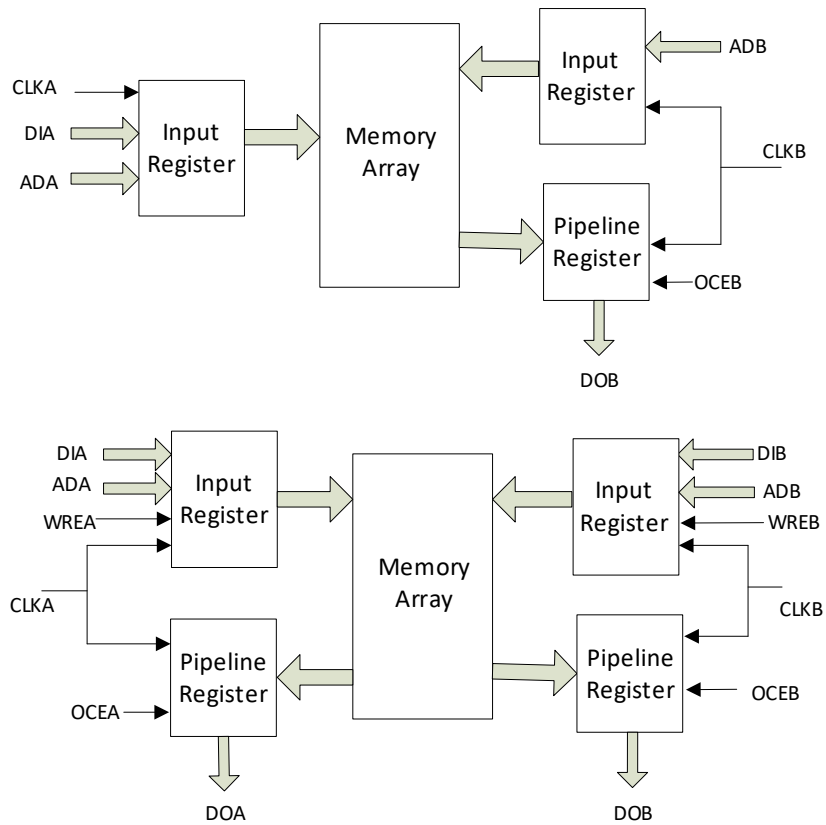 CLKA
DIA
ADA
Input
Register
Memory
Array
Input
Register
ADB
CLKB
Pipeline
Register
OCEB
DOB
DIA
ADA
WREA
CLKA
Input
Register
Pipeline
Register
OCEA
DOA
Memory
Array
Input
Register
DIB
ADB
WREB
CLKB
Pipeline
Register
OCEB
DOB